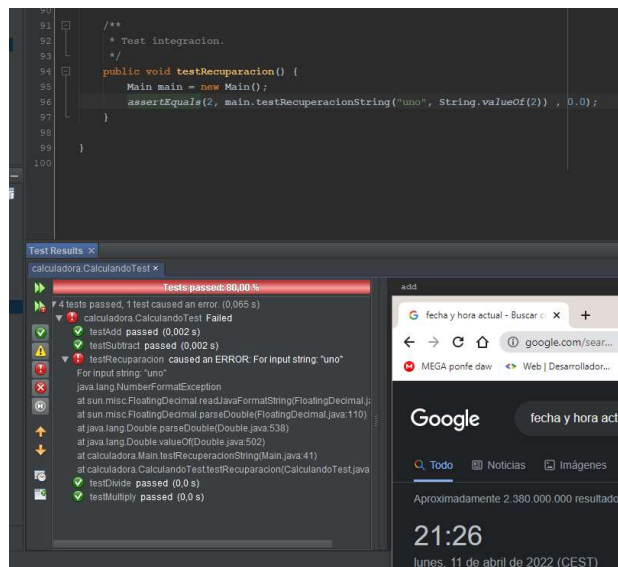 90
91 /**
92 * Test integracion.
93 */
94 public void testRecuparacion() {
95 Main main = new Main();
96 assertEquals(2, main.testRecuperacionString("uno", String.valueOf(2)) , 0.0);
97 }
98
99 }
100
Test Results ×
calculadora.CalculandoTest ×
Tests passed: 80,00 %
4 tests passed, 1 test caused an error. (0,065 s)
calculadora.CalculandoTest Failed
testAdd passed (0,002 s)
testSubtract passed (0,002 s)
testRecuparacion caused an ERROR: For input string: "uno"
For input string: "uno"
java.lang.NumberFormatException
at sun.misc.FloatingDecimal.readJavaFormatString(FloatingDecimal.j
at sun.misc.FloatingDecimal.parseDouble(FloatingDecimal.java:110)
at java.lang.Double.parseDouble(Double.java:538)
at java.lang.Double.valueOf(Double.java:502)
at calculadora.Main.testRecuperacionString(Main.java:41)
at calculadora.CalculandoTest.testRecuparacion(CalculandoTest.java
testDivide passed (0,0 s)
testMultiply passed (0,0 s)
add
fecha y hora actual - Buscar c × +
google.com/sear...
MEGA ponfe daw <> Web | Desarrollador...
Google fecha y hora act
Todo Noticias Imágenes
Aproximadamente 2.380.000.000 resultado
21:26
lunes, 11 de abril de 2022 (CEST)